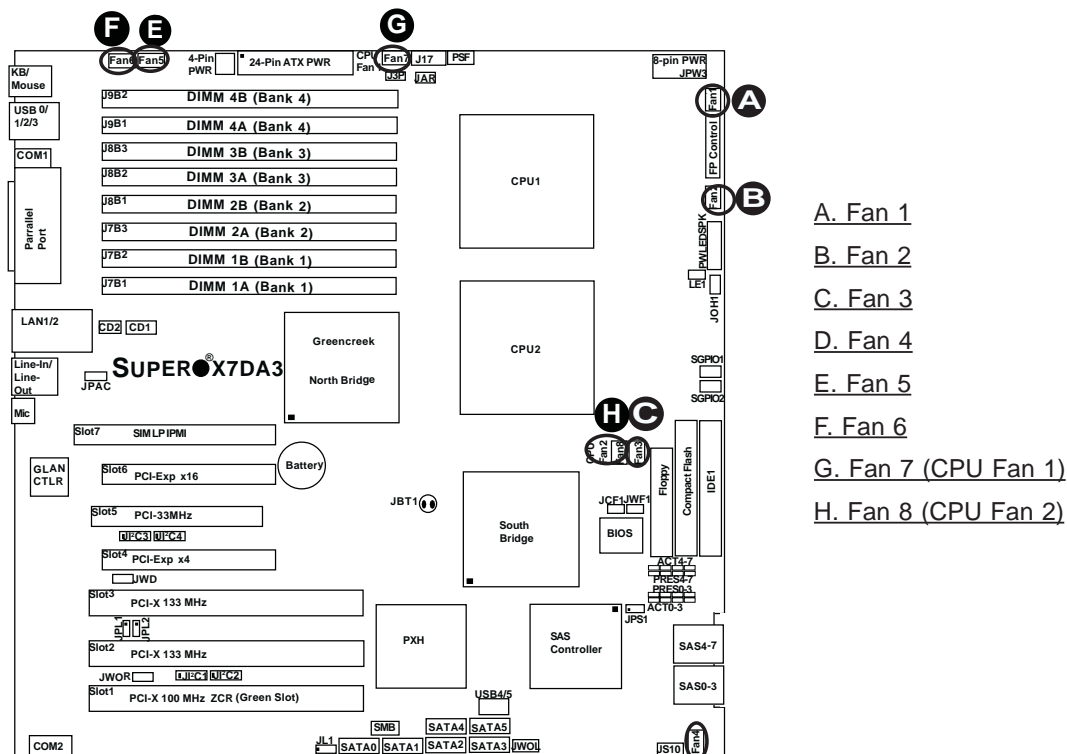 F
E
G
Fan6
Fan5
4-Pin
PWR
24-Pin ATX PWR
CPU
Fan 1
Fan7
J17
PSF
J3P
JAR
8-pin PWR
JPW3
KB/
Mouse
USB 0/
1/2/3
COM1
Parrallel
Port
J9B2 DIMM 4B (Bank 4)
J9B1 DIMM 4A (Bank 4)
J8B3 DIMM 3B (Bank 3)
J8B2 DIMM 3A (Bank 3)
J8B1 DIMM 2B (Bank 2)
J7B3 DIMM 2A (Bank 2)
J7B2 DIMM 1B (Bank 1)
J7B1 DIMM 1A (Bank 1)
CPU1
Fan1
A
FP Control
Fan2
B
PWLEDSPK
LE1
JOH1
LAN1/2
CD2
CD1
Greencreek
North Bridge
CPU2
SUPER®X7DA3
Line-In/
Line-
Out
JPAC
Mic
SGPIO1
SGPIO2
H
C
CPU
Fan2
Fan8
Fan3
Slot7
SIMLP IPMI
GLAN
CTLR
Slot6
PCI-Exp x16
Battery
Floppy
Compact Flash
IDE1
JBT1
JCF1
JWF1
Slot5
PCI-33MHz
South
Bridge
BIOS
JI²C3
JI²C4
Slot4
PCI-Exp x4
JWD
ACT4-7
PRES4-7
PRES0-3
ACT0-3
JPS1
Slot3
PCI-X 133 MHz
JPL1
JPL2
PXH
SAS
Controller
Slot2
PCI-X 133 MHz
SAS4-7
JWOR
JI²C1
JI²C2
SAS0-3
Slot1
PCI-X 100 MHz ZCR (Green Slot)
USB4/5
COM2
JL1
SMB
SATA0
SATA1
SATA4
SATA5
SATA2
SATA3
JWOL
JS10
Fan4
A. Fan 1
B. Fan 2
C. Fan 3
D. Fan 4
E. Fan 5
F. Fan 6
G. Fan 7 (CPU Fan 1)
H. Fan 8 (CPU Fan 2)